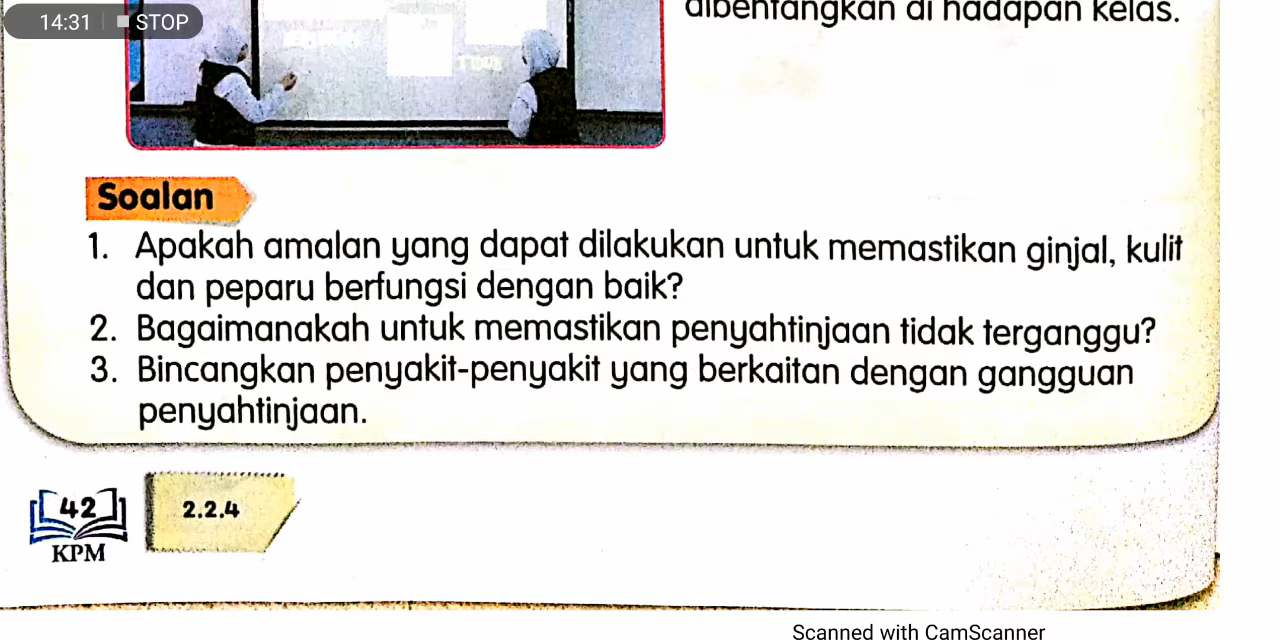 14:31 STOP
dibentangkan di hadapan kelas.
Soalan
1. Apakah amalan yang dapat dilakukan untuk memastikan ginjal, kulit
dan peparu berfungsi dengan baik?
2. Bagaimanakah untuk memastikan penyahtinjaan tidak terganggu?
3. Bincangkan penyakit-penyakit yang berkaitan dengan gangguan
penyahtinjaan.
42
KPM
2.2.4
Scanned with CamScanner